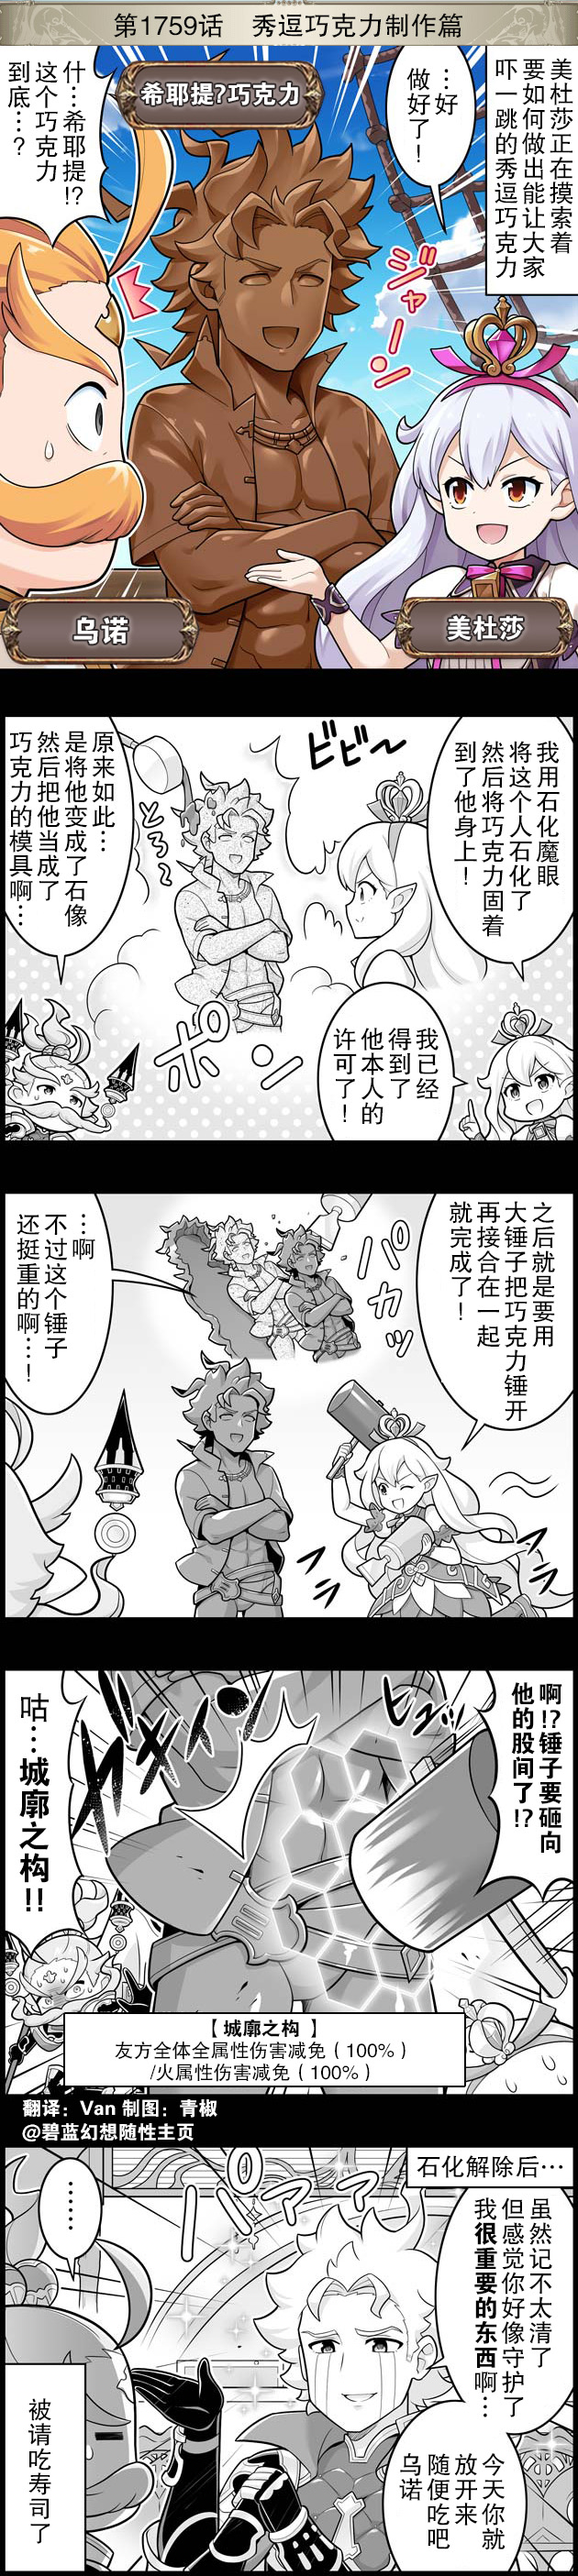 第1759话 秀逗巧克力制作篇
美杜莎正在摸索着
要如何做出能让大家
吓一跳的秀逗巧克力
…好
做好了！
希耶提?巧克力
什…希耶提!?
这个巧克力
到底…？
ジャーン
乌诺
美杜莎
我用石化魔眼
将这个人石化了
然后将巧克力固着
到了他身上！
ビビ〜
とろ〜
原来如此…
是将他变成了石像
然后把他当成了
巧克力的模具啊…
ポン
我已经
得到了
他本人的
许可了！
之后就是要用
大锤子把巧克力锤开
再接合在一起
就完成了！
パカッ
…啊
不过这个锤子
还挺重的啊…！
フラ
フラ
啊!?锤子要砸向
他的股间了!?
ヒュッ
咕…城廓之构!!
【 城廓之构 】
友方全体全属性伤害减免（100%）
/火属性伤害减免（100%）
翻译：Van 制图：青椒
@碧蓝幻想随性主页
石化解除后…
虽然记不太清了
但感觉你好像守护了
我很重要的东西啊…
パァァァ
……
今天你就
放开来
随便吃吧
乌诺
被请吃寿司了